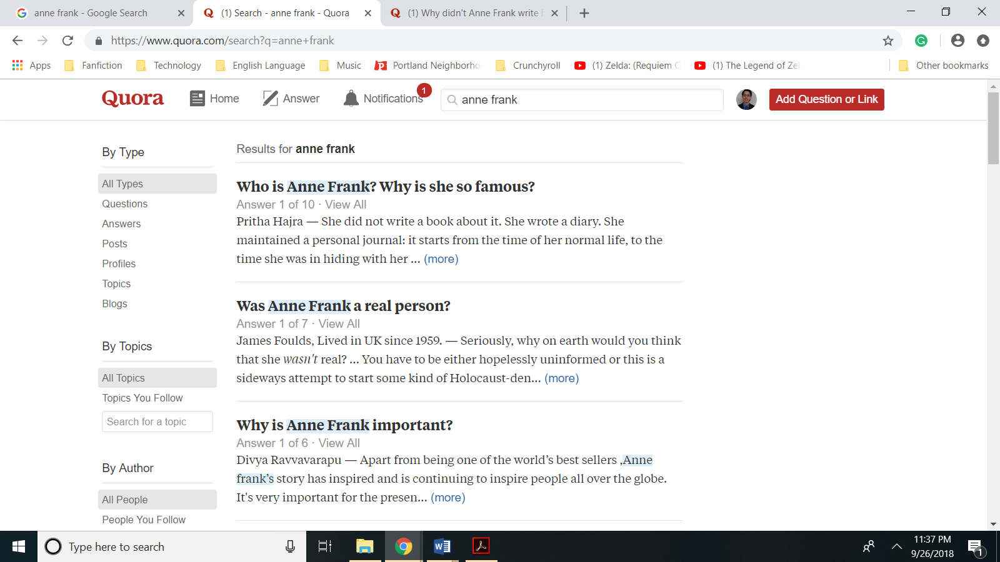 anne frank - Google Search
(1) Search - anne frank - Quora
(1) Why didn't Anne Frank write
https://www.quora.com/search?q=anne+frank
Apps Fanfiction Technology English Language Music Portland Neighborho Crunchyroll (1) Zelda: (Requiem (1) The Legend of Zel Other bookmarks
Quora Home Answer Notifications 1 anne frank Add Question or Link
By Type
All Types
Questions
Answers
Posts
Profiles
Topics
Blogs
By Topics
All Topics
Topics You Follow
Search for a topic
By Author
All People
People You Follow
Results for anne frank
Who is Anne Frank? Why is she so famous?
Answer 1 of 10 · View All
Pritha Hajra — She did not write a book about it. She wrote a diary. She
maintained a personal journal: it starts from the time of her normal life, to the
time she was in hiding with her ... (more)
Was Anne Frank a real person?
Answer 1 of 7 · View All
James Foulds, Lived in UK since 1959. — Seriously, why on earth would you think
that she wasn't real? ... You have to be either hopelessly uninformed or this is a
sideways attempt to start some kind of Holocaust-den... (more)
Why is Anne Frank important?
Answer 1 of 6 · View All
Divya Ravvavarapu — Apart from being one of the world’s best sellers ,Anne
frank’s story has inspired and is continuing to inspire people all over the globe.
It's very important for the presen... (more)
Type here to search
11:37 PM
9/26/2018
1